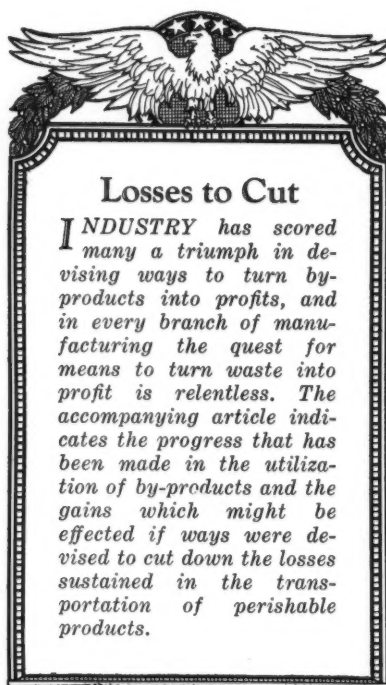 Losses to Cut
INDUSTRY has scored
many a triumph in de-
vising ways to turn by-
products into profits, and
in every branch of manu-
facturing the quest for
means to turn waste into
profit is relentless. The
accompanying article indi-
cates the progress that has
been made in the utiliza-
tion of by-products and the
gains which might be
effected if ways were de-
vised to cut down the losses
sustained in the trans-
portation of perishable
products.